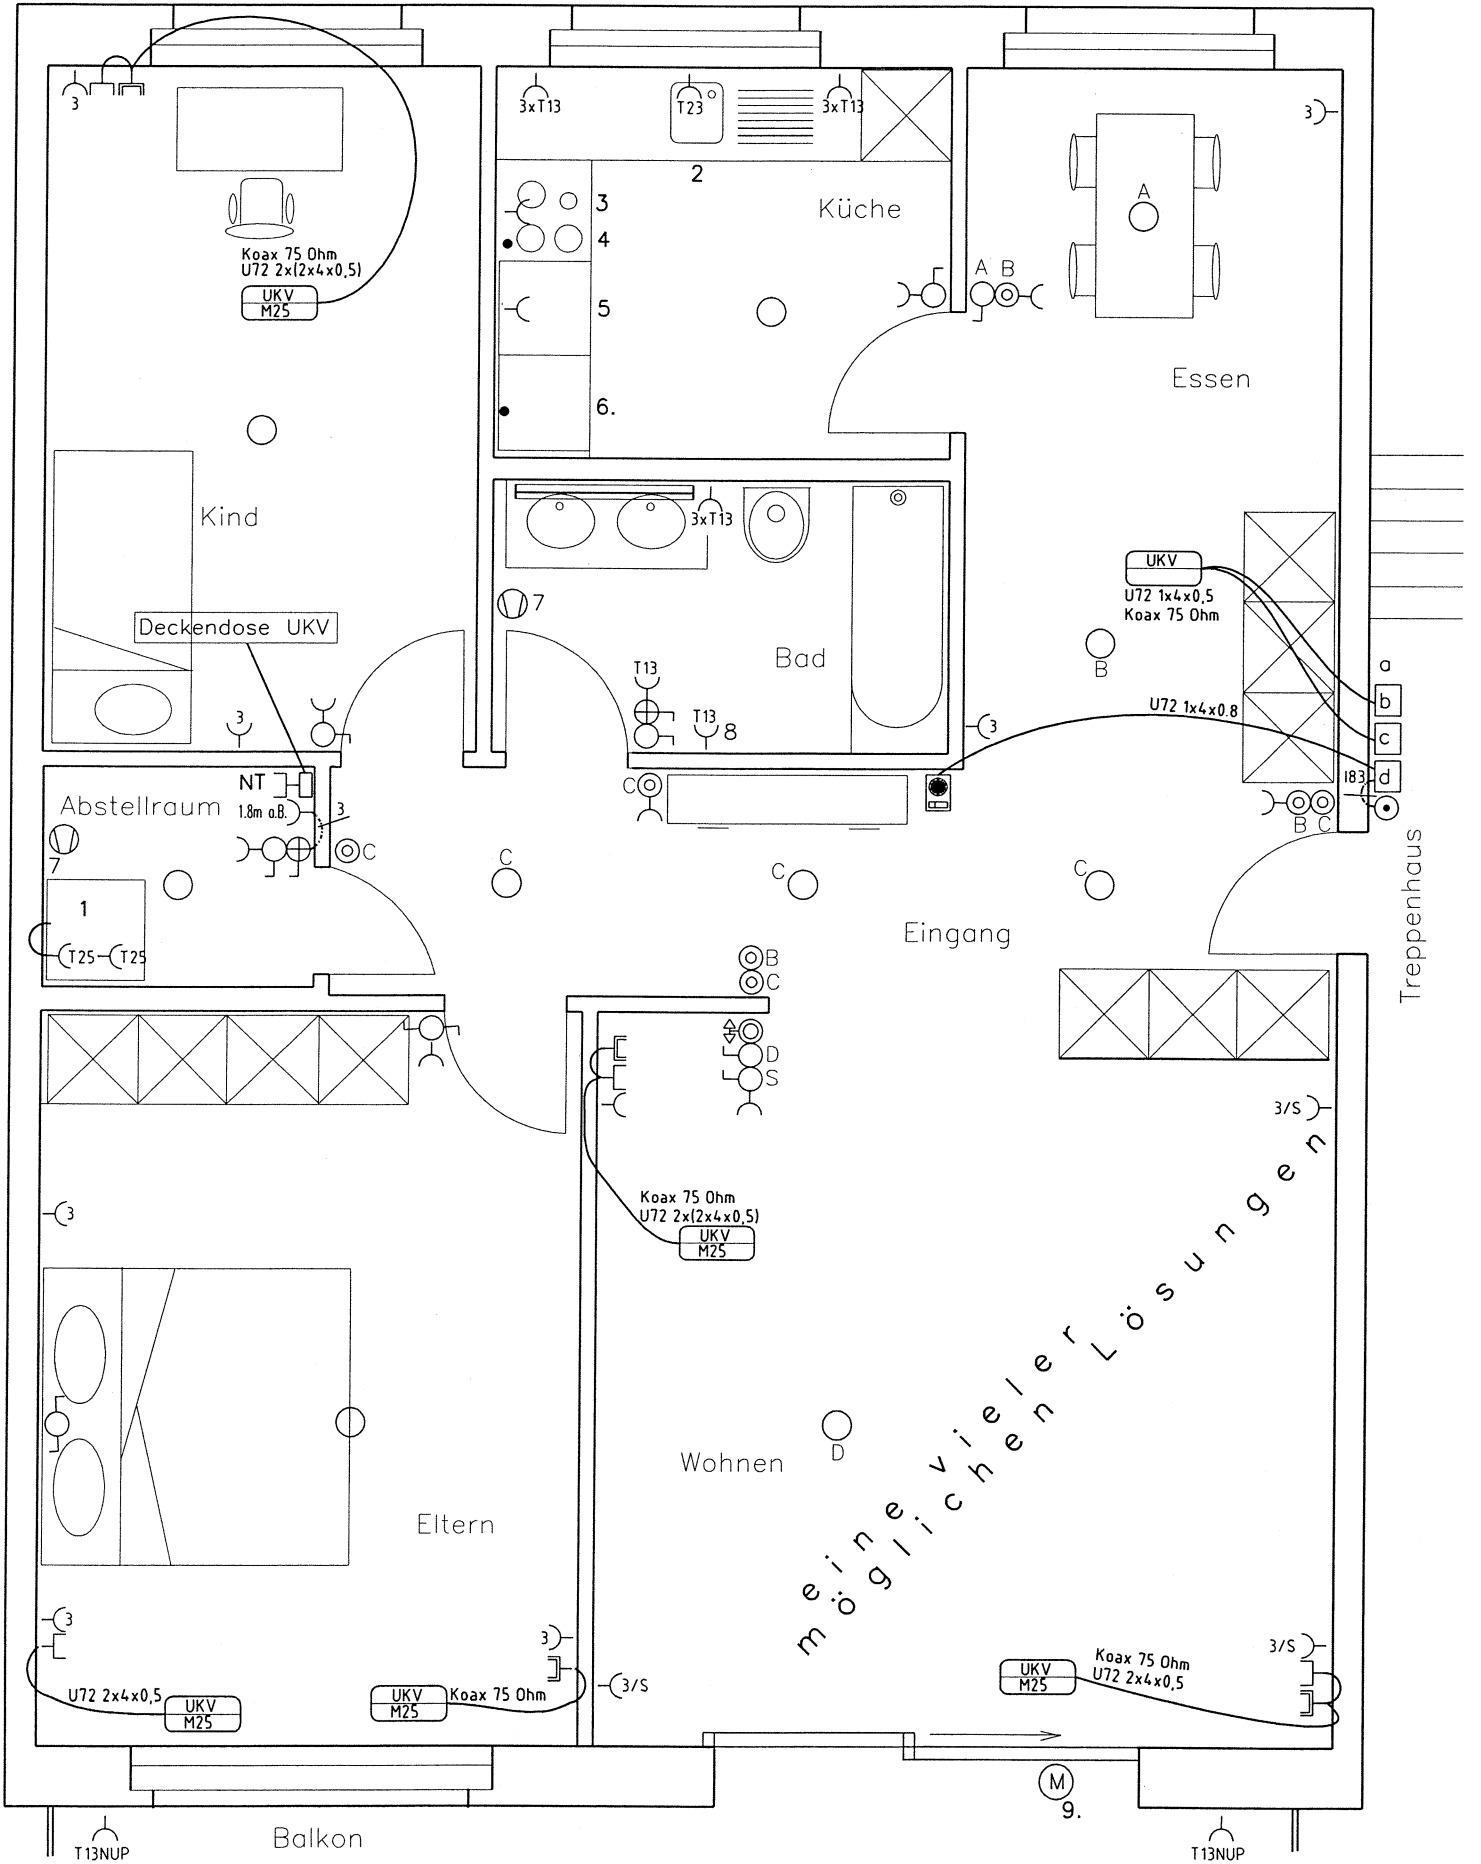 3
3xT13
T23
3xT13
3
2
3
Küche
4
A
Koax 75 Ohm
U72 2x(2x4x0,5)
UKV
M25
A B
5
Essen
6.
Kind
3xT13
UKV
U72 1x4x0,5
Koax 75 Ohm
7
Deckendose UKV
Bad
B
T13
a
b
3
T13
8
3
U72 1x4x0.8
c
NT
C
183
d
Abstellraum
1.8m a.B.
3
B C
7
C
C
C
C
Treppenhaus
1
Eingang
T25
T25
B
C
D
S
3/S
3
Koax 75 Ohm
U72 2x(2x4x0,5)
UKV
M25
eine vieler
möglichen Lösungen
D
Wohnen
Eltern
3
3
3/S
3/S
U72 2x4x0,5
UKV
M25
UKV
M25
Koax 75 Ohm
UKV
M25
Koax 75 Ohm
U72 2x4x0,5
M
9.
T13NUP
Balkon
T13NUP